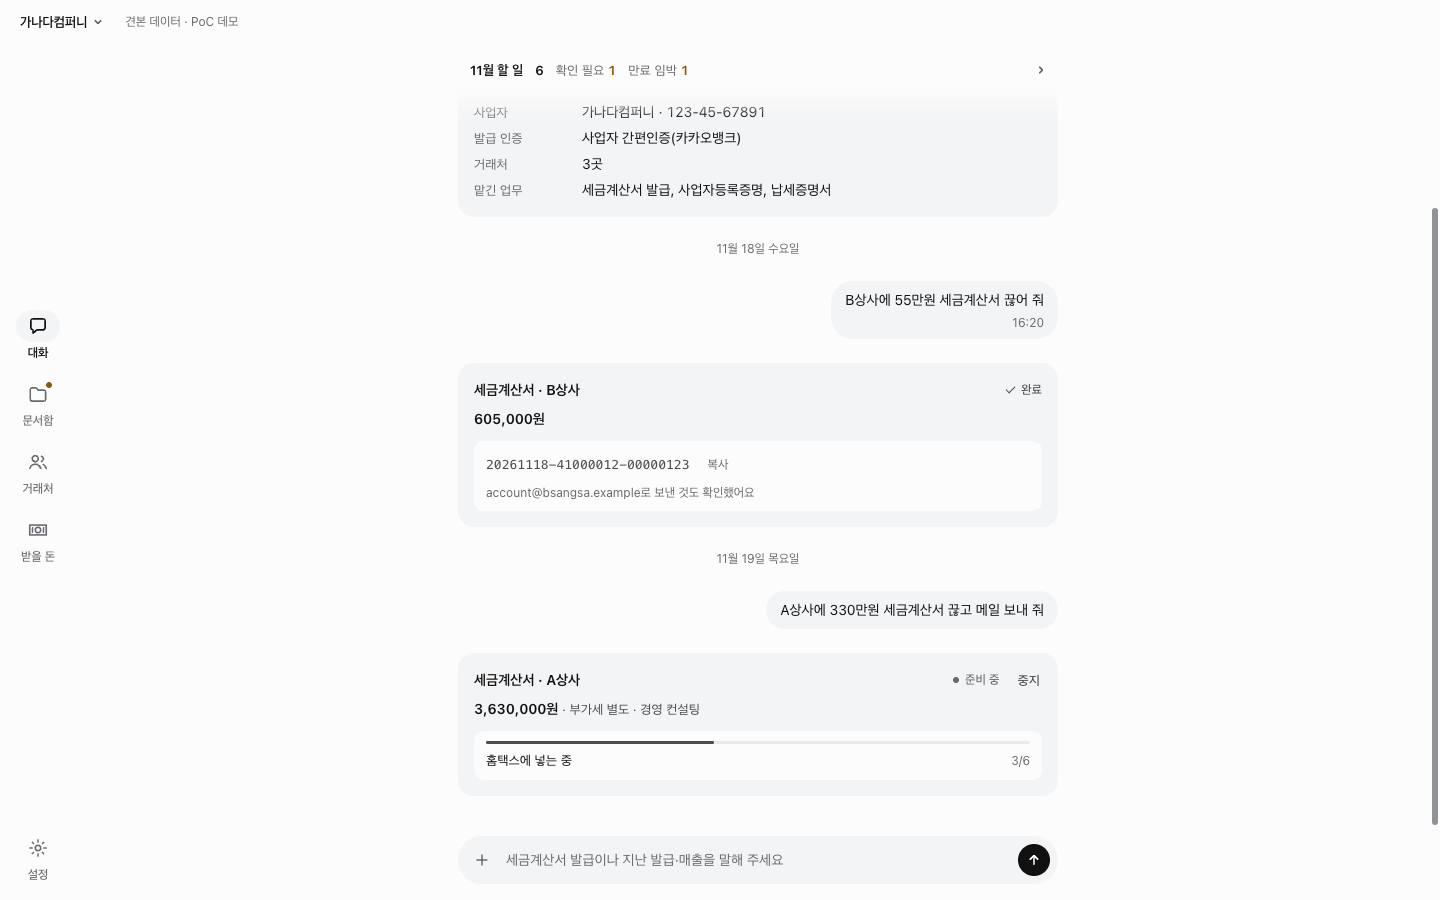 가나다컴퍼니
견본 데이터 · PoC 데모
11월 할 일 6 확인 필요 1 만료 임박 1
사업자 가나다컴퍼니 · 123-45-67891
발급 인증 사업자 간편인증(카카오뱅크)
거래처 3곳
맡긴 업무 세금계산서 발급, 사업자등록증명, 납세증명서
11월 18일 수요일
B상사에 55만원 세금계산서 끊어 줘
16:20
세금계산서 · B상사 완료
605,000원
20261118-41000012-00000123 복사
account@bsangsa.example로 보낸 것도 확인했어요
11월 19일 목요일
A상사에 330만원 세금계산서 끊고 메일 보내 줘
세금계산서 · A상사 준비 중 중지
3,630,000원 · 부가세 별도 · 경영 컨설팅
홈택스에 넣는 중 3/6
세금계산서 발급이나 지난 발급·매출을 말해 주세요
대화
문서함
거래처
받을 돈
설정